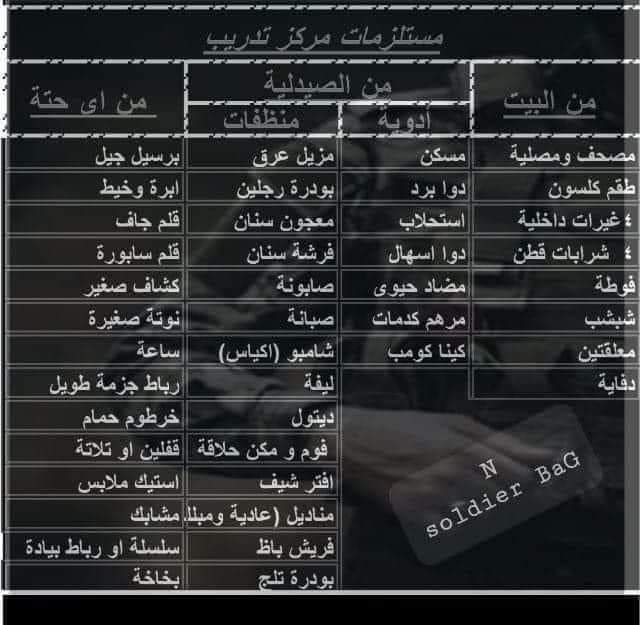 مستلزمات مركز تدريب
من البيت من الصيدلية من اى حتة
أدوية منظفات
مصحف ومصلية مسكن مزيل عرق برسيل جيل
طقم كلسون دوا برد بودرة رجلين ابرة وخيط
٤ غيرات داخلية استحلاب معجون سنان قلم جاف
٤ شرابات قطن دوا اسهال فرشة سنان قلم سابورة
فوطة مضاد حيوى صابونة كشاف صغير
شبشب مرهم كدمات صبانة نوتة صغيرة
معلقتين كينا كومب شامبو (اكياس) ساعة
دفاية ليفة رباط جزمة طويل
ديتول خرطوم حمام
فوم و مكن حلاقة قفلين او تلاتة
افتر شيف استيك ملابس
مناديل (عادية ومبلل مشابك
فريش باظ سلسلة او رباط بيادة
بودرة تلج بخاخة
N
soldier BaG